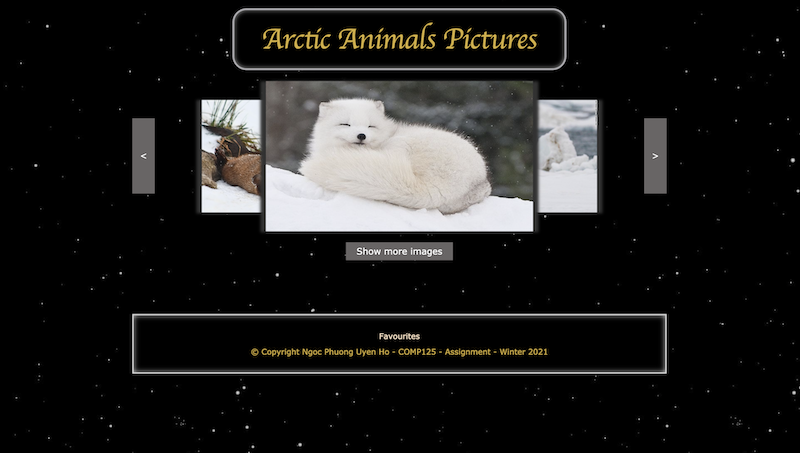 Arctic Animals Pictures
<
>
Show more images
Favourites
© Copyright Ngoc Phuong Uyen Ho - COMP125 - Assignment - Winter 2021